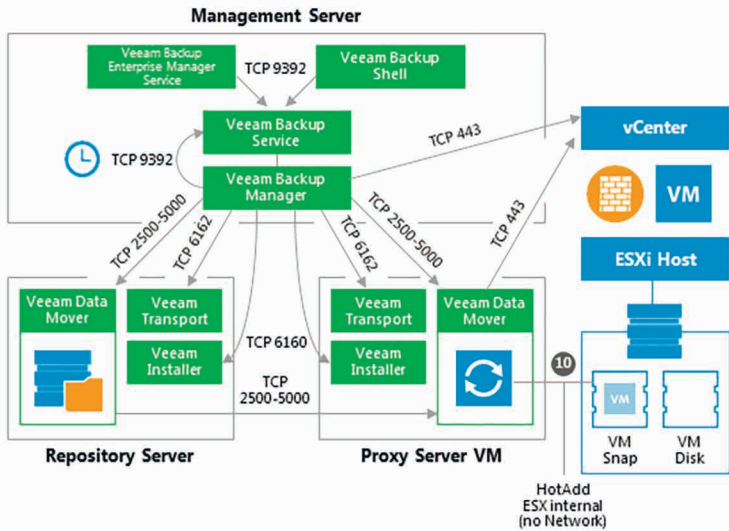 Management Server
Veeam Backup
Enterprise Manager
Service
TCP 9392
Veeam Backup
Shell
Veeam Backup
Service
TCP 9392
Veeam Backup
Manager
TCP 443
vCenter
VM
TCP 2500-5000
TCP 6162
TCP 6162
TCP 2500-5000
TCP 443
ESXi Host
Veeam Data
Mover
Veeam
Transport
Veeam
Installer
TCP 6160
TCP
2500-5000
Veeam
Transport
Veeam
Installer
Veeam Data
Mover
10
VM
VM
Snap
VM
Disk
Repository Server
Proxy Server VM
HotAdd
ESX internal
(no Network)